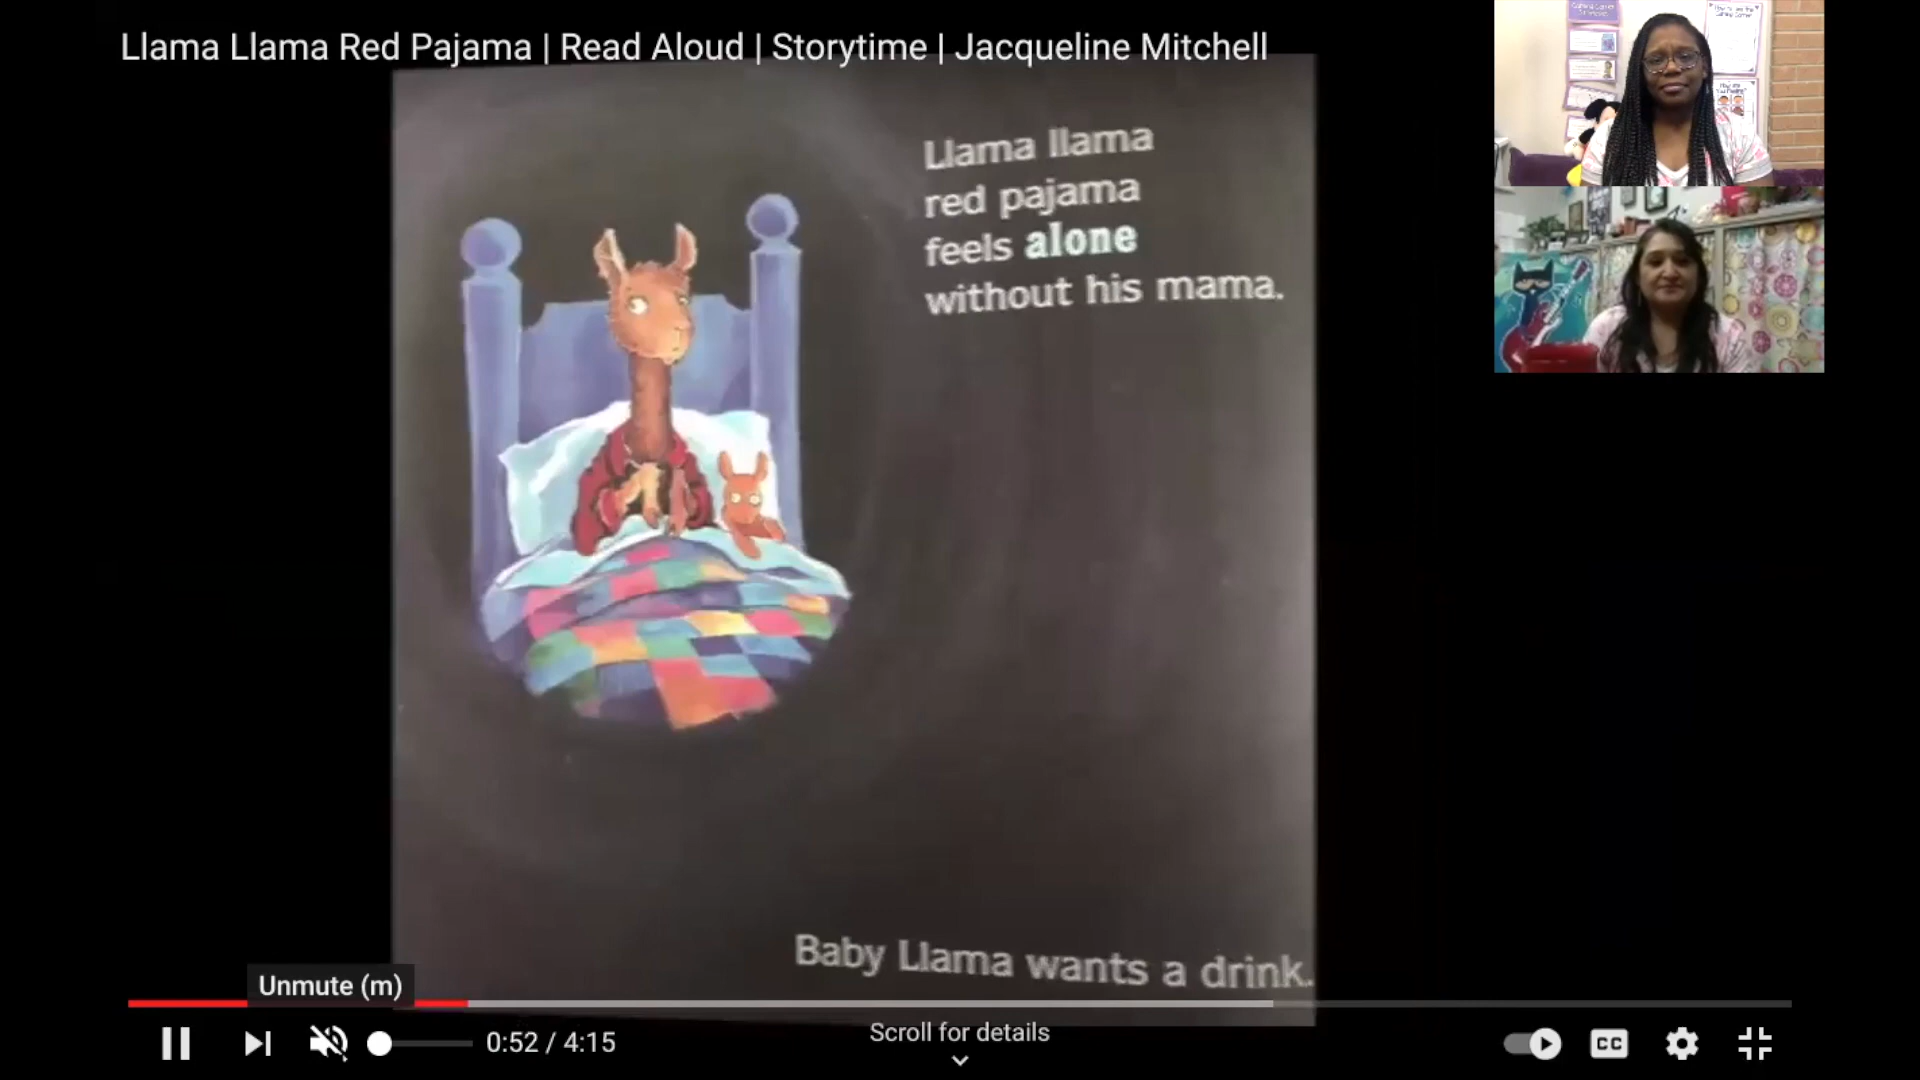 Llama Llama Red Pajama | Read Aloud | Storytime | Jacqueline Mitchell
Llama llama
red pajama
feels alone
without his mama.
Baby Llama wants a drink.
Unmute (m)
0:52 / 4:15
Scroll for details
CC